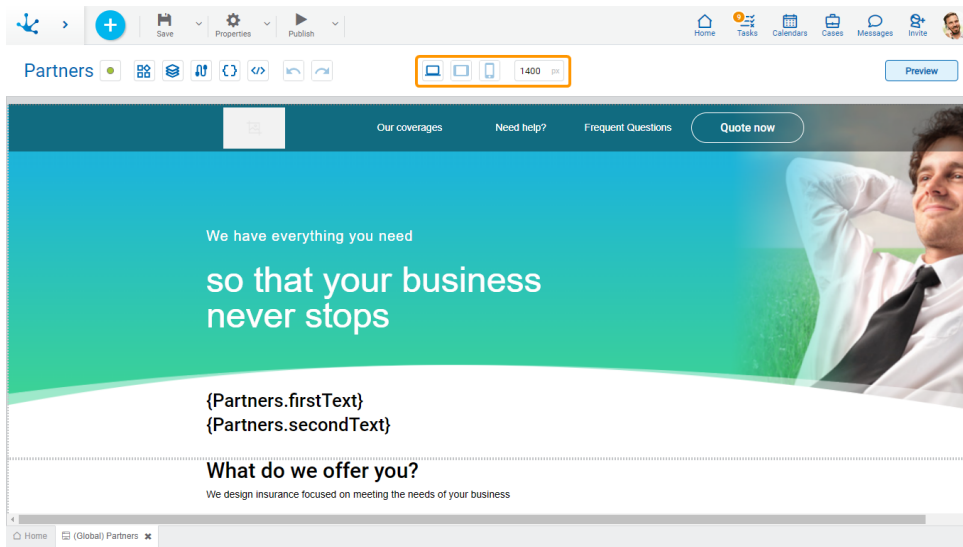 Save
Properties
Publish
Home
9
Tasks
Calendars
Cases
Messages
Invite
Partners
1400 px
Preview
Our coverages
Need help?
Frequent Questions
Quote now
We have everything you need
so that your business
never stops
{Partners.firstText}
{Partners.secondText}
What do we offer you?
We design insurance focused on meeting the needs of your business
Home
(Global) Partners